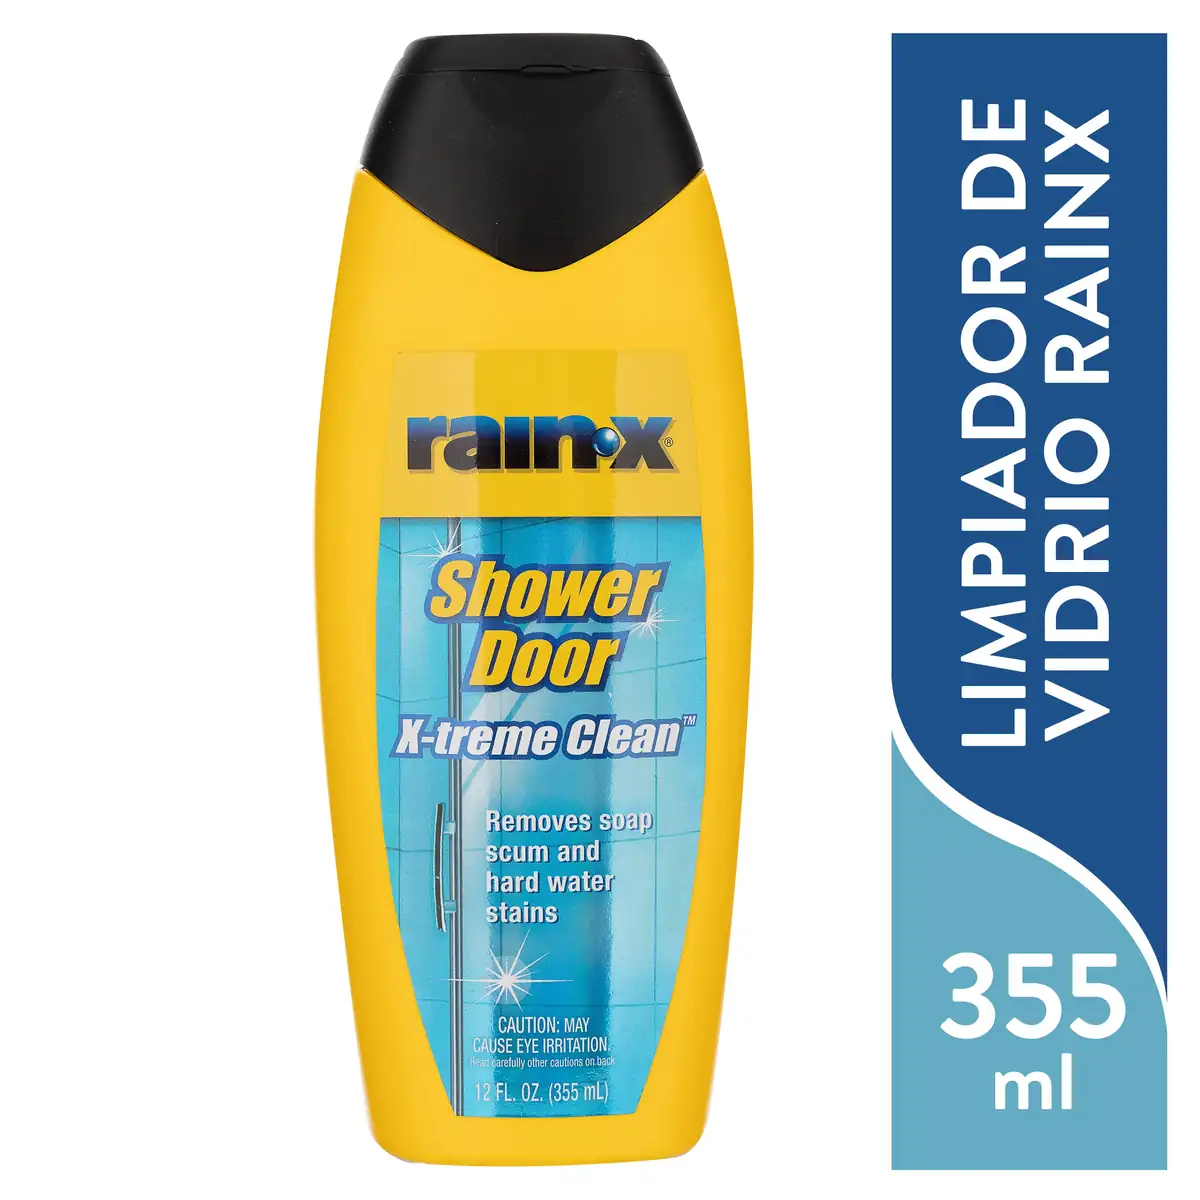 rain-x®
Shower
Door
X-treme Clean™
Removes soap
scum and
hard water
stains
CAUTION: MAY
CAUSE EYE IRRITATION.
Read carefully other cautions on back
12 FL. OZ. (355 mL)
LIMPIADOR DE
VIDRIO RAINX
355
ml